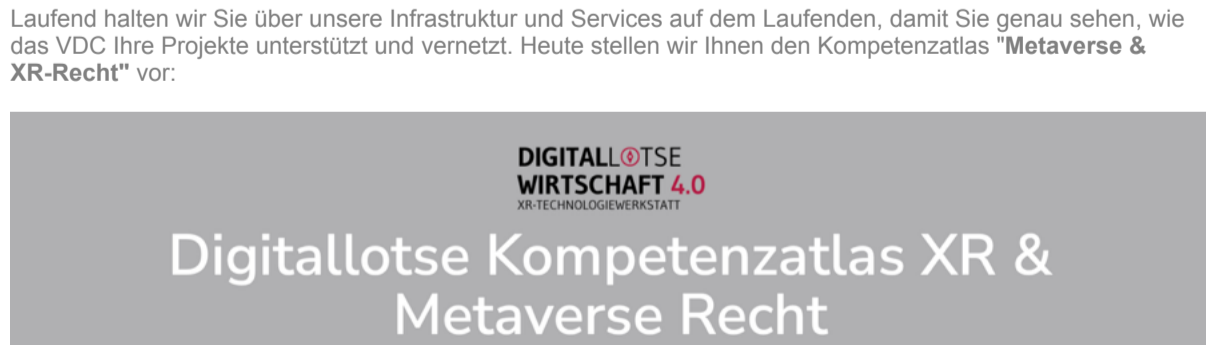 Laufend halten wir Sie über unsere Infrastruktur und Services auf dem Laufenden, damit Sie genau sehen, wie
das VDC Ihre Projekte unterstützt und vernetzt. Heute stellen wir Ihnen den Kompetenzatlas "Metaverse &
XR-Recht" vor:
DIGITALLOTSE
WIRTSCHAFT 4.0
XR-TECHNOLOGIEWERKSTATT
Digitallotse Kompetenzatlas XR &
Metaverse Recht